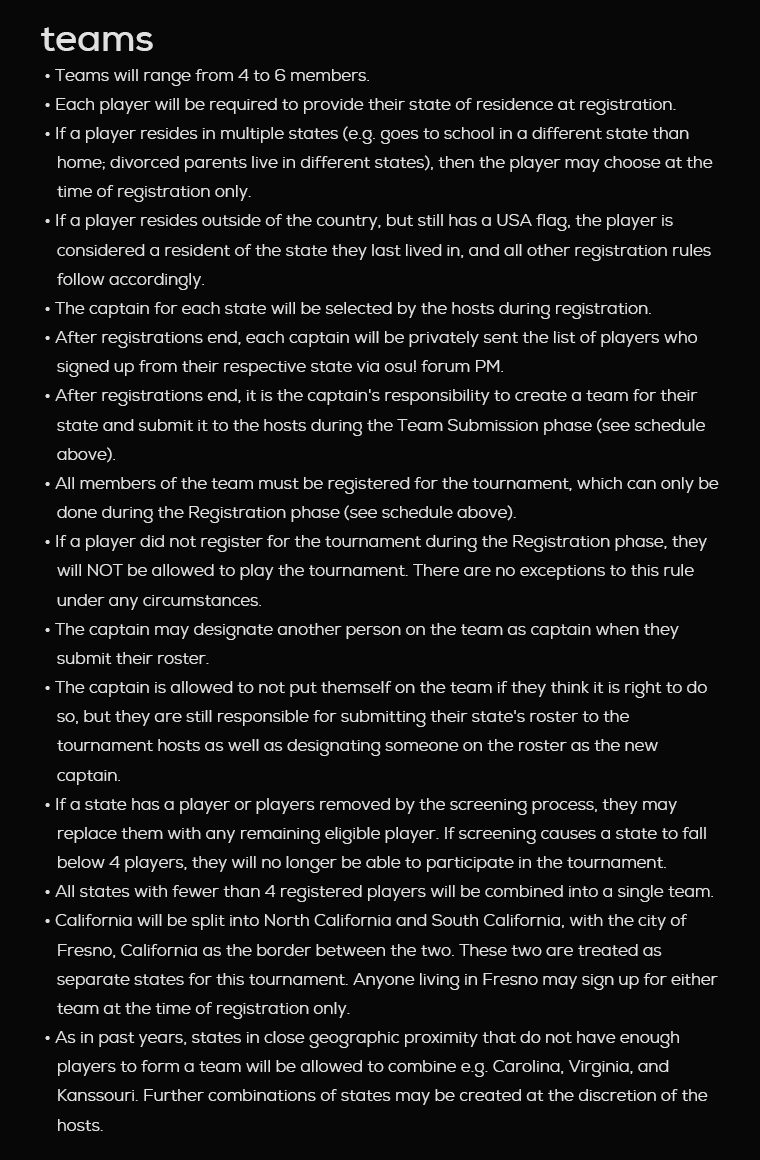 teams
• Teams will range from 4 to 6 members.
• Each player will be required to provide their state of residence at registration.
• If a player resides in multiple states (e.g. goes to school in a different state than
home; divorced parents live in different states), then the player may choose at the
time of registration only.
• If a player resides outside of the country, but still has a USA flag, the player is
considered a resident of the state they last lived in, and all other registration rules
follow accordingly.
• The captain for each state will be selected by the hosts during registration.
• After registrations end, each captain will be privately sent the list of players who
signed up from their respective state via osu! forum PM.
• After registrations end, it is the captain's responsibility to create a team for their
state and submit it to the hosts during the Team Submission phase (see schedule
above).
• All members of the team must be registered for the tournament, which can only be
done during the Registration phase (see schedule above).
• If a player did not register for the tournament during the Registration phase, they
will NOT be allowed to play the tournament. There are no exceptions to this rule
under any circumstances.
• The captain may designate another person on the team as captain when they
submit their roster.
• The captain is allowed to not put themself on the team if they think it is right to do
so, but they are still responsible for submitting their state's roster to the
tournament hosts as well as designating someone on the roster as the new
captain.
• If a state has a player or players removed by the screening process, they may
replace them with any remaining eligible player. If screening causes a state to fall
below 4 players, they will no longer be able to participate in the tournament.
• All states with fewer than 4 registered players will be combined into a single team.
• California will be split into North California and South California, with the city of
Fresno, California as the border between the two. These two are treated as
separate states for this tournament. Anyone living in Fresno may sign up for either
team at the time of registration only.
• As in past years, states in close geographic proximity that do not have enough
players to form a team will be allowed to combine e.g. Carolina, Virginia, and
Kanssouri. Further combinations of states may be created at the discretion of the
hosts.